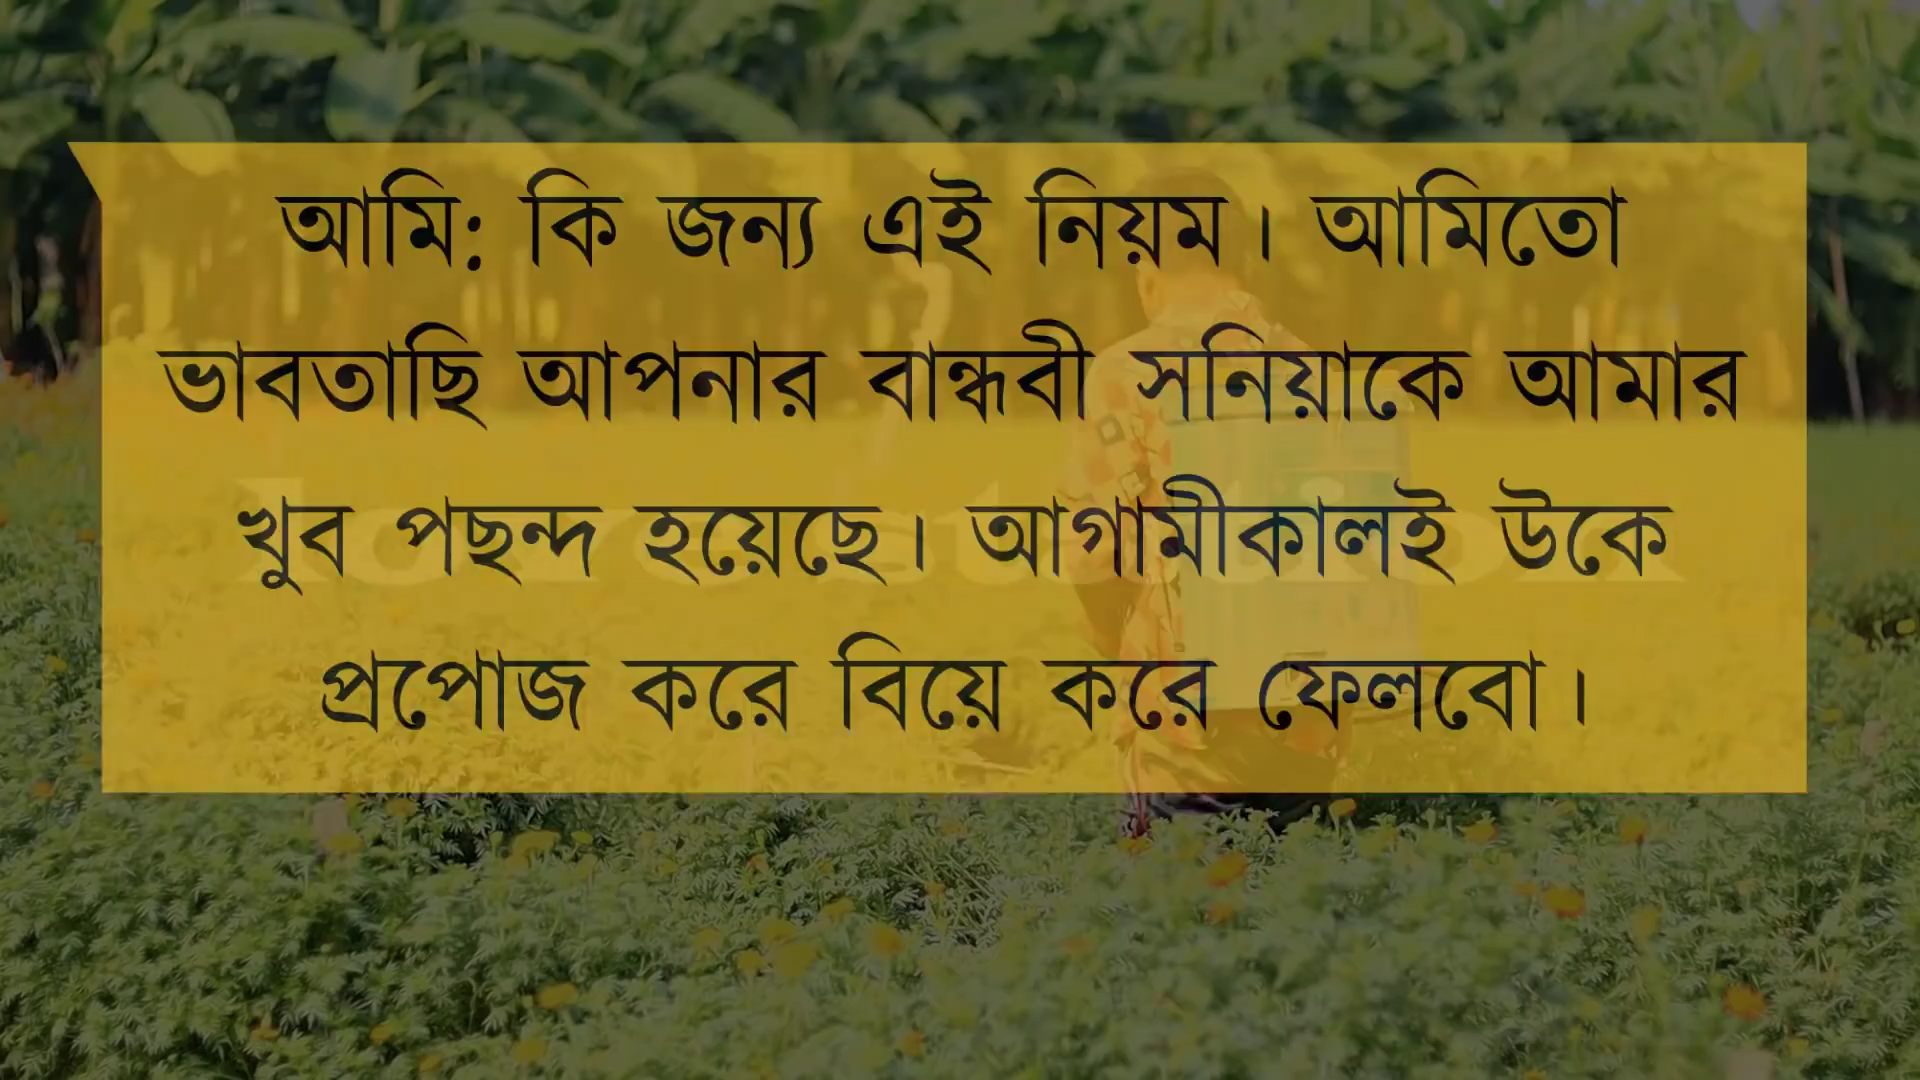 আমি: কি জন্য এই নিয়ম। আমিতো
ভাবতাছি আপনার বান্ধবী সনিয়াকে আমার
খুব পছন্দ হয়েছে। আগামীকালই উকে
প্রপোজ করে বিয়ে করে ফেলবো।